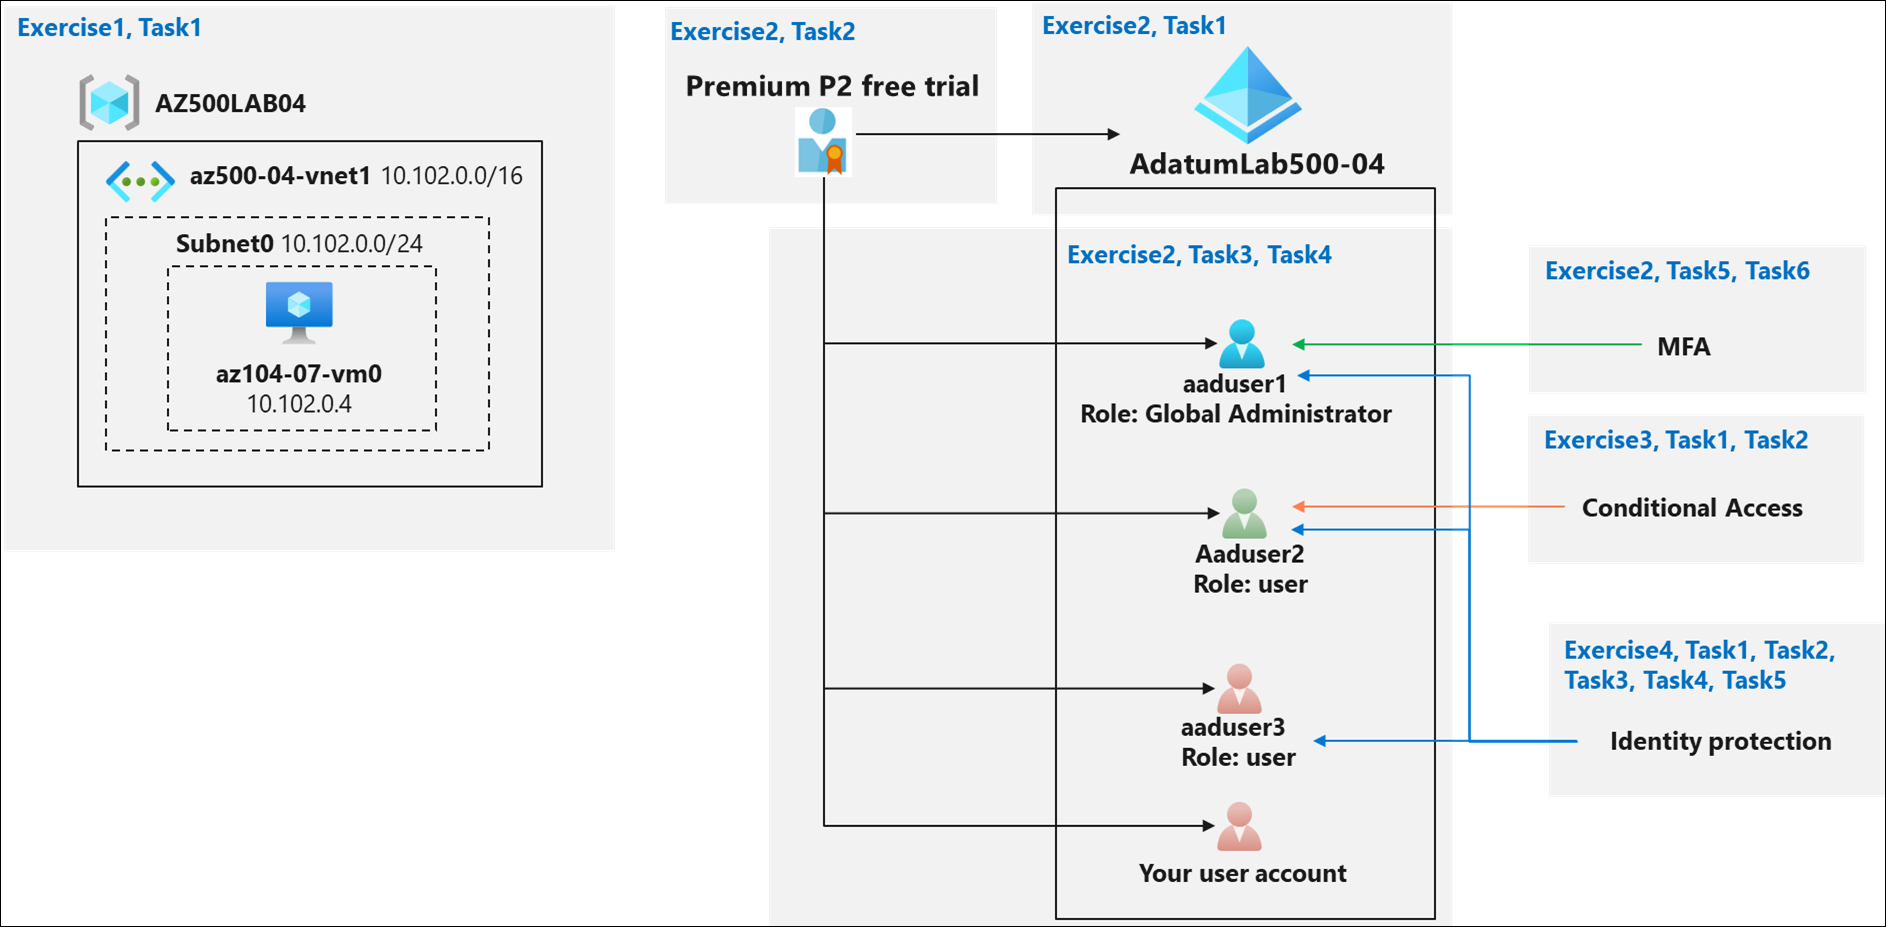 Exercise1, Task1
AZ500LAB04
az500-04-vnet1 10.102.0.0/16
Subnet0 10.102.0.0/24
az104-07-vm0
10.102.0.4
Exercise2, Task2
Premium P2 free trial
Exercise2, Task1
AdatumLab500-04
Exercise2, Task3, Task4
aaduser1
Role: Global Administrator
Aaduser2
Role: user
aaduser3
Role: user
Your user account
Exercise2, Task5, Task6
MFA
Exercise3, Task1, Task2
Conditional Access
Exercise4, Task1, Task2,
Task3, Task4, Task5
Identity protection